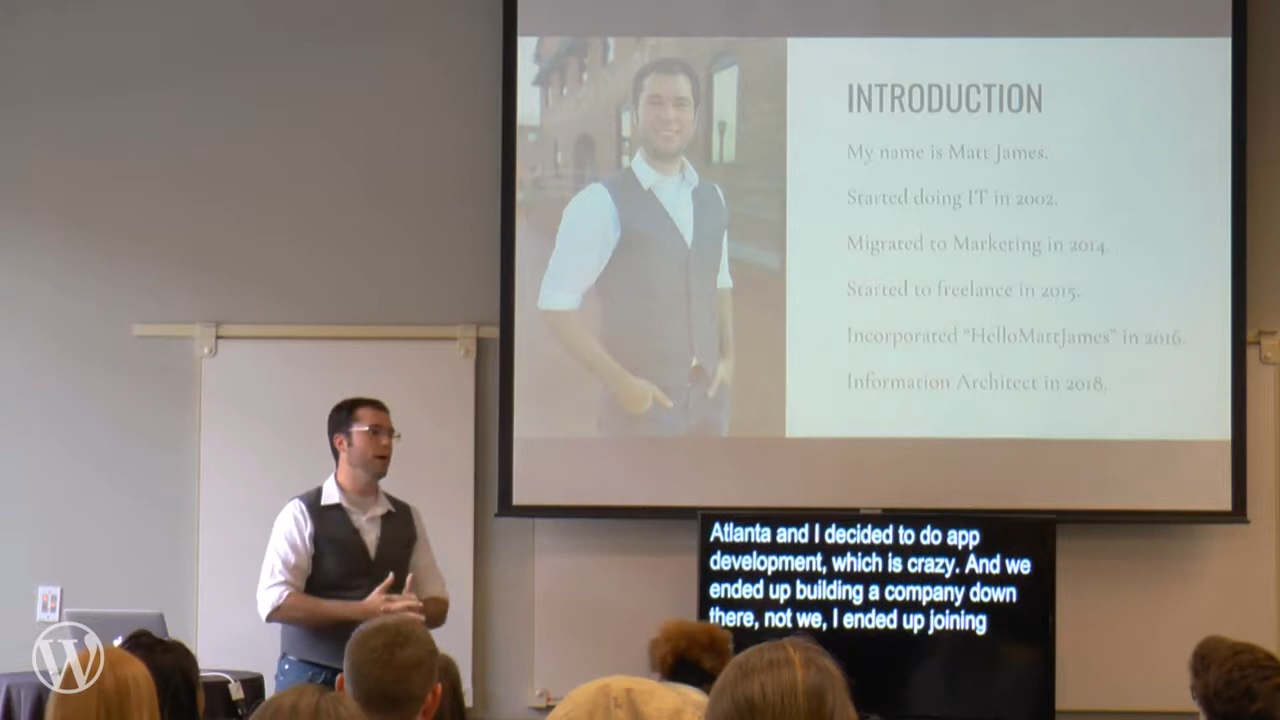 INTRODUCTION
My name is Matt James.
Started doing IT in 2002.
Migrated to Marketing in 2014.
Started to freelance in 2015.
Incorporated “HelloMattJames” in 2016.
Information Architect in 2018.
Atlanta and I decided to do app
development, which is crazy. And we
ended up building a company down
there, not we, I ended up joining
W